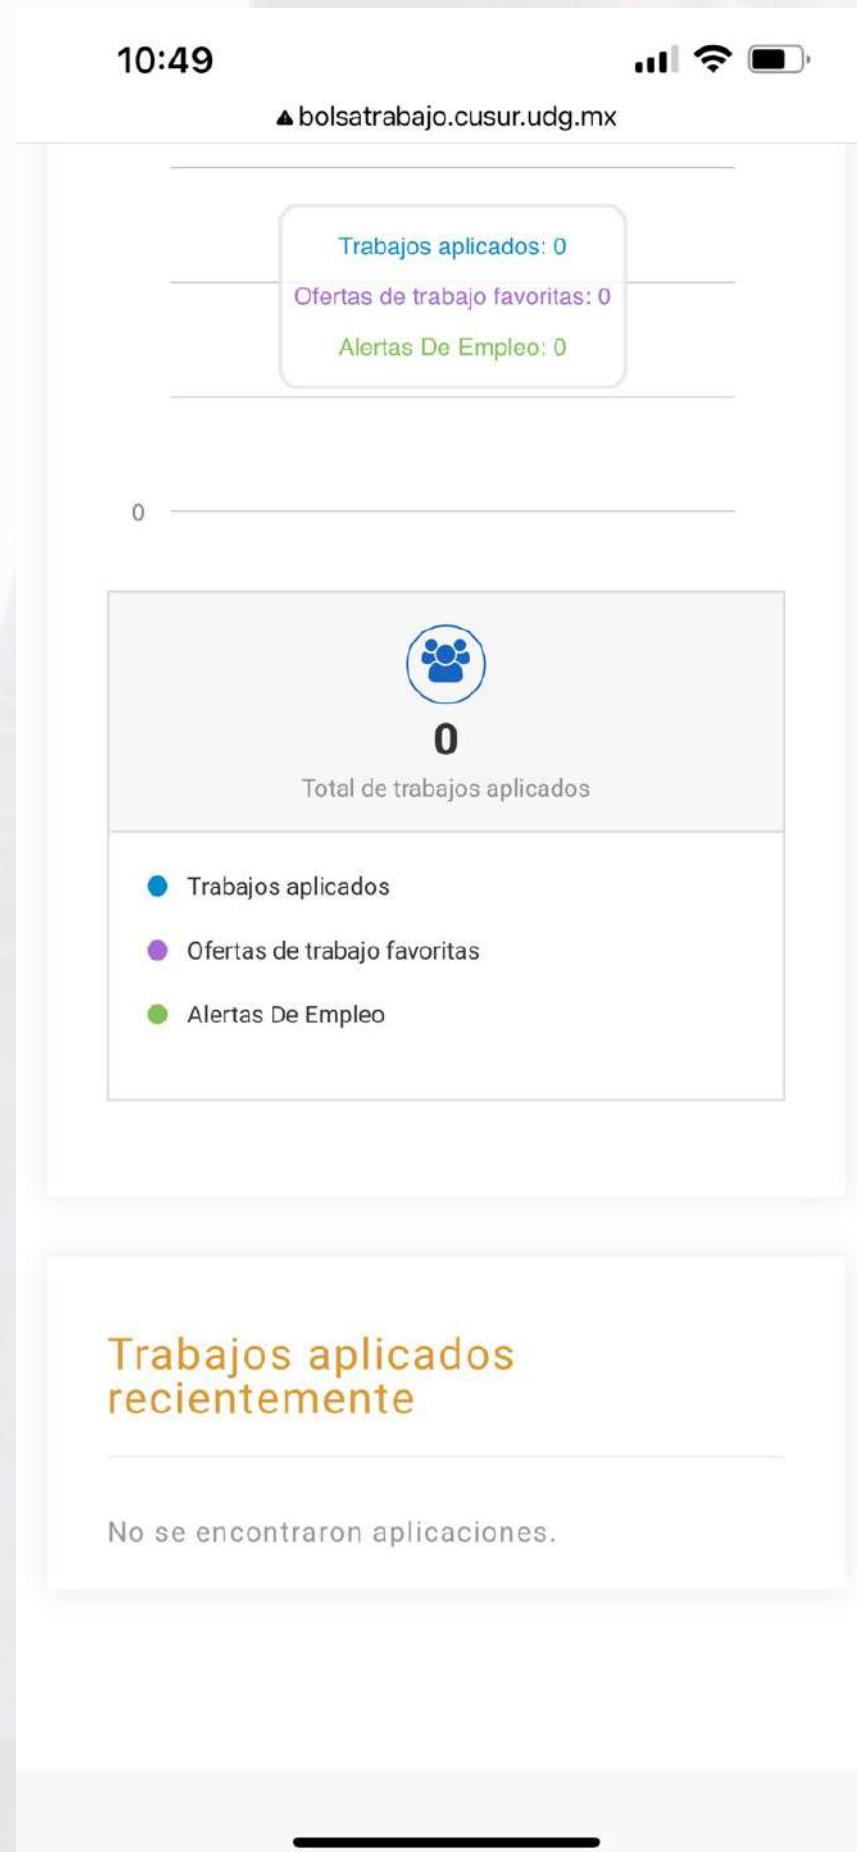 10:49
bolsatrabajo.cusur.udg.mx
Trabajos aplicados: 0
Ofertas de trabajo favoritas: 0
Alertas De Empleo: 0
0
0
Total de trabajos aplicados
Trabajos aplicados
Ofertas de trabajo favoritas
Alertas De Empleo
Trabajos aplicados
recientemente
No se encontraron aplicaciones.